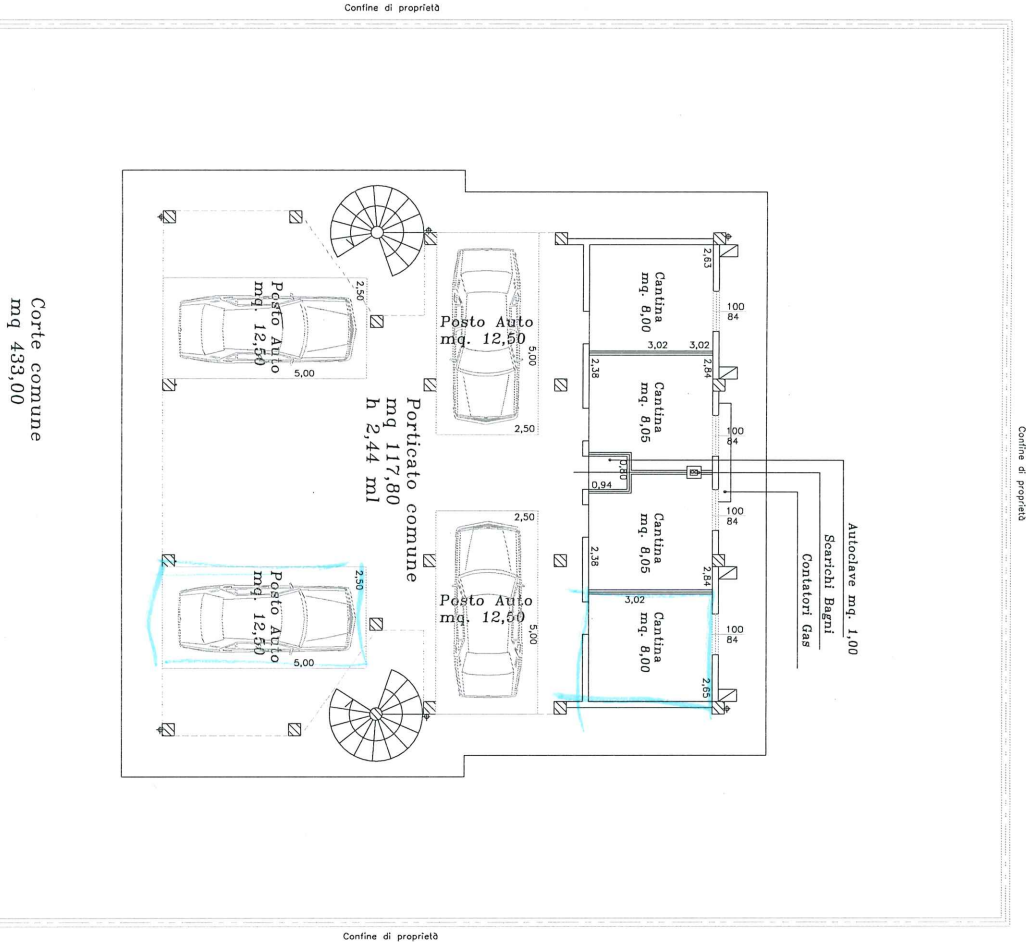 Confine di proprietà
Confine di proprietà
Corte comune
mq 433,00
Posto Auto
mq. 12,50
2,50
5,00
Posto Auto
mq. 12,50
5,00
2,50
Porticato comune
mq 117,80
h 2,44 ml
Posto Auto
mq. 12,50
2,50
5,00
Posto Auto
mq. 12,50
2,50
5,00
Cantina
mq. 8,00
2,63
100
84
3,02
3,02
2,38
2,84
Cantina
mq. 8,05
100
84
0,80
0,94
Cantina
mq. 8,05
100
84
2,38
2,84
3,02
Cantina
mq. 8,00
100
84
2,65
Autoclave mq. 1,00
Scarichi Bagni
Contatori Gas
Confine di proprietà